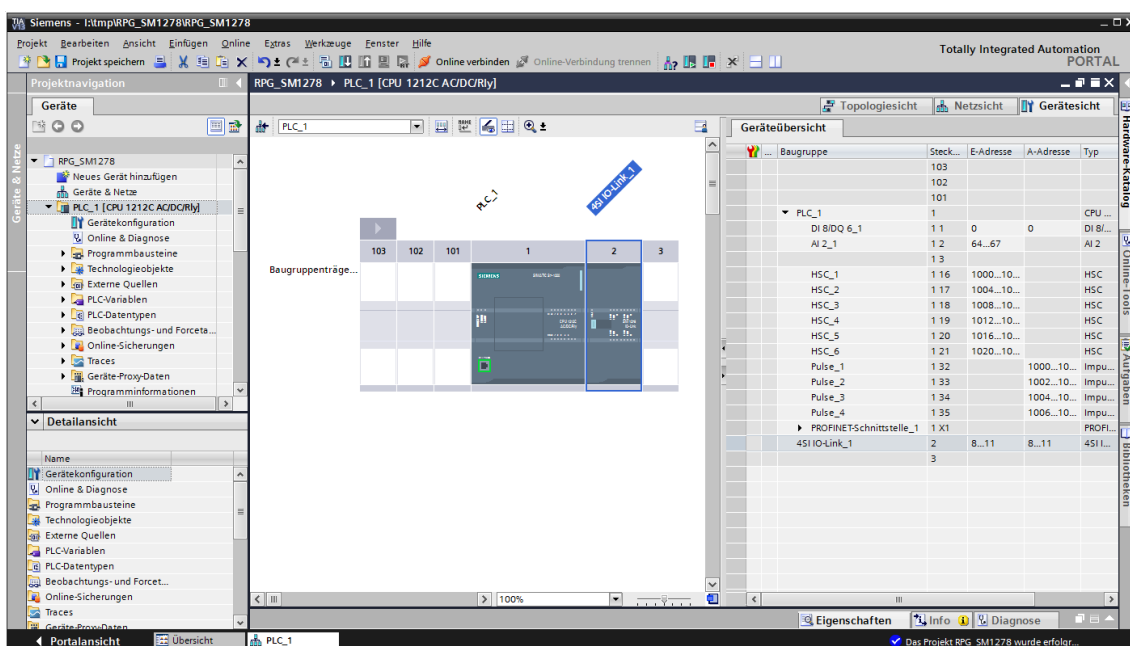 Siemens - I:\tmp\RPG_SM1278\RPG_SM1278
Projekt Bearbeiten Ansicht Einfügen Online Extras Werkzeuge Fenster Hilfe
Totally Integrated Automation
PORTAL
Projekt speichern
Online verbinden
Online-Verbindung trennen
Projektnavigation
RPG_SM1278 PLC_1 [CPU 1212C AC/DC/Rly]
Geräte
Topologiesicht Netzsicht Gerätesicht
PLC_1
Geräteübersicht
RPG_SM1278
Neues Gerät hinzufügen
Geräte & Netze
PLC_1 [CPU 1212C AC/DC/Rly]
Gerätekonfiguration
Online & Diagnose
Programmbausteine
Technologieobjekte
Externe Quellen
PLC-Variablen
PLC-Datentypen
Beobachtungs- und Forceta...
Online-Sicherungen
Traces
Geräte-Proxy-Daten
Programminformationen
Detailansicht
Name
Gerätekonfiguration
Online & Diagnose
Programmbausteine
Technologieobjekte
Externe Quellen
PLC-Variablen
PLC-Datentypen
Beobachtungs- und Forcet...
Online-Sicherungen
Traces
Geräte-Proxy-Daten
Geräte & Netze
PLC_1
4SI IO-Link_1
103 102 101 1 2 3
Baugruppenträge...
SIEMENS
100%
... Baugruppe Steck... E-Adresse A-Adresse Typ
103
102
101
PLC_1 1 CPU ...
DI 8/DQ 6_1 1 1 0 0 DI 8/...
AI 2_1 1 2 64...67 AI 2
1 3
HSC_1 1 16 1000...10... HSC
HSC_2 1 17 1004...10... HSC
HSC_3 1 18 1008...10... HSC
HSC_4 1 19 1012...10... HSC
HSC_5 1 20 1016...10... HSC
HSC_6 1 21 1020...10... HSC
Pulse_1 1 32 1000...10... Impu...
Pulse_2 1 33 1002...10... Impu...
Pulse_3 1 34 1004...10... Impu...
Pulse_4 1 35 1006...10... Impu...
PROFINET-Schnittstelle_1 1 X1 PROFI...
4SI IO-Link_1 2 8...11 8...11 4SI I...
3
Hardware-Katalog
Online-Tools
Aufgaben
Bibliotheken
Eigenschaften Info Diagnose
Portalansicht Übersicht PLC_1
Das Projekt RPG_SM1278 wurde erfolgr...